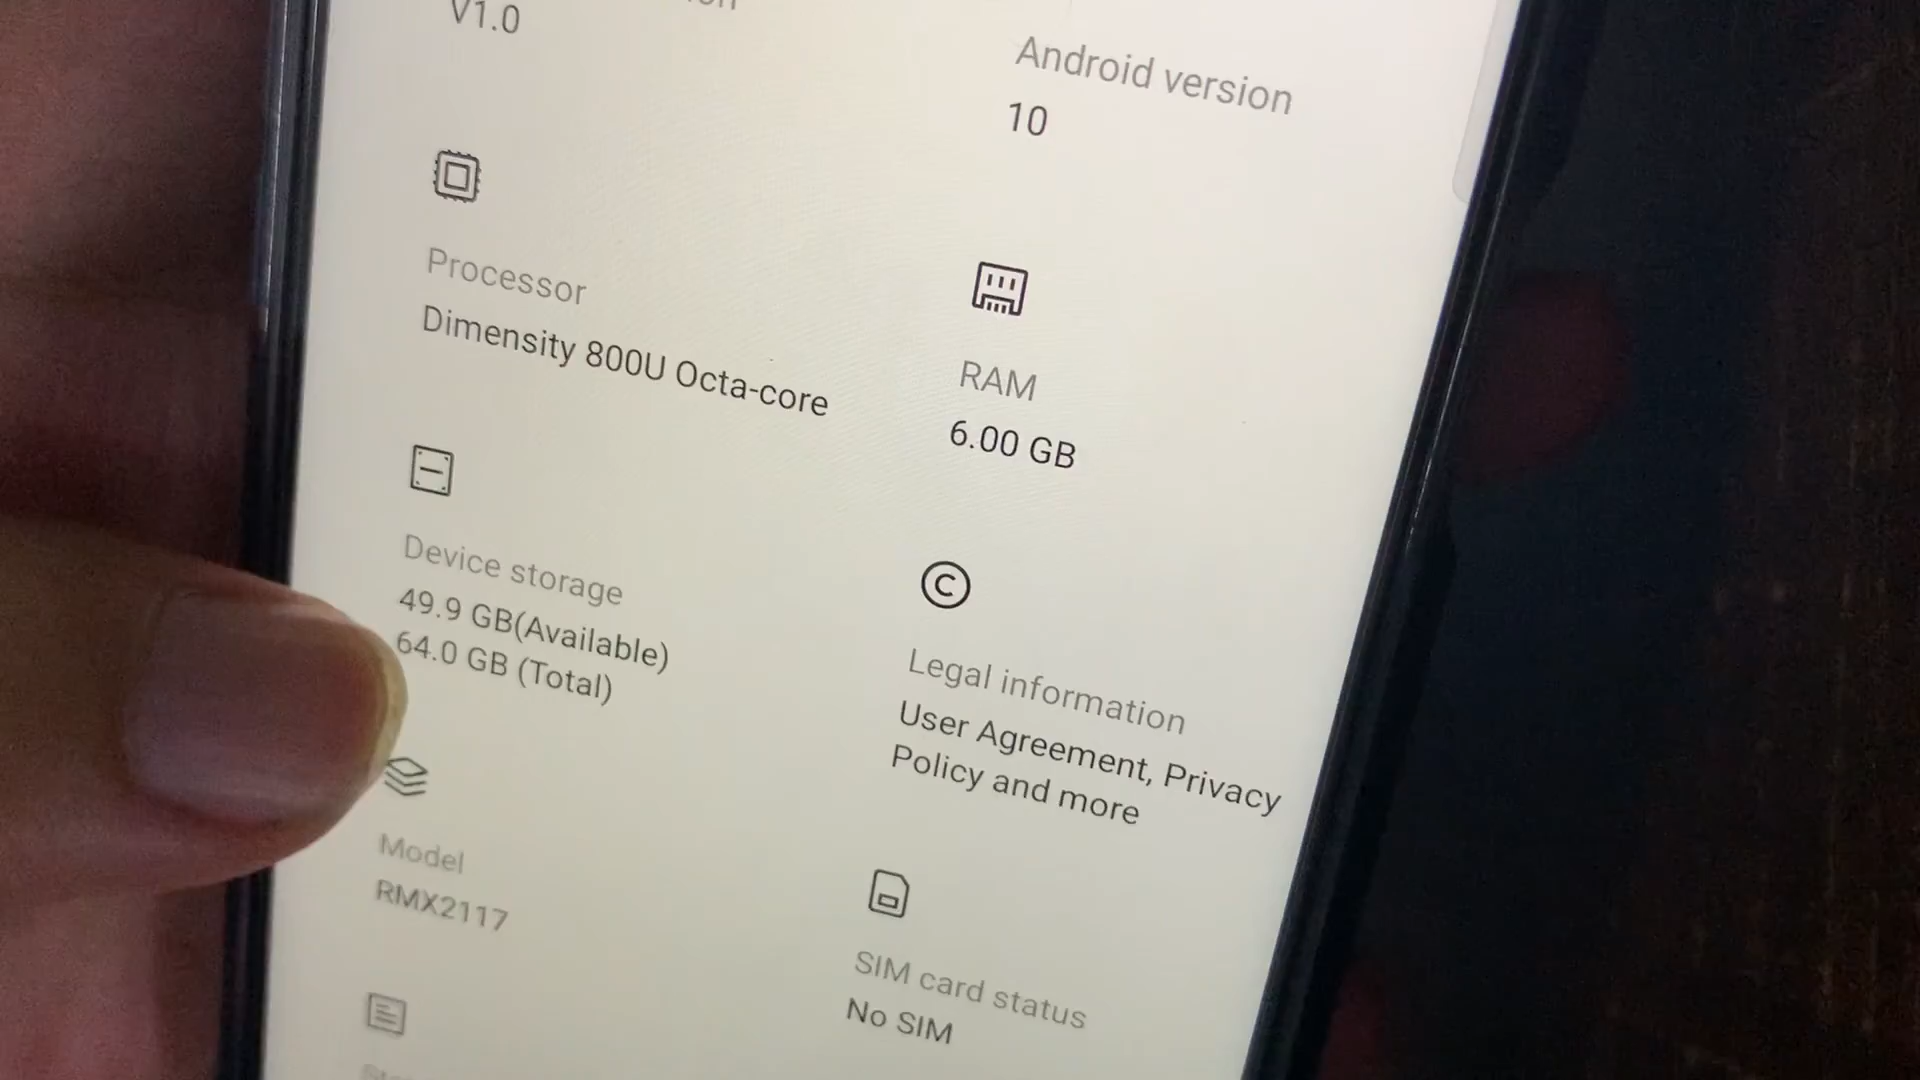 V1.0
Android version
10
Processor
Dimensity 800U Octa-core
RAM
6.00 GB
Device storage
49.9 GB(Available)
64.0 GB (Total)
Legal information
User Agreement, Privacy
Policy and more
Model
RMX2117
SIM card status
No SIM